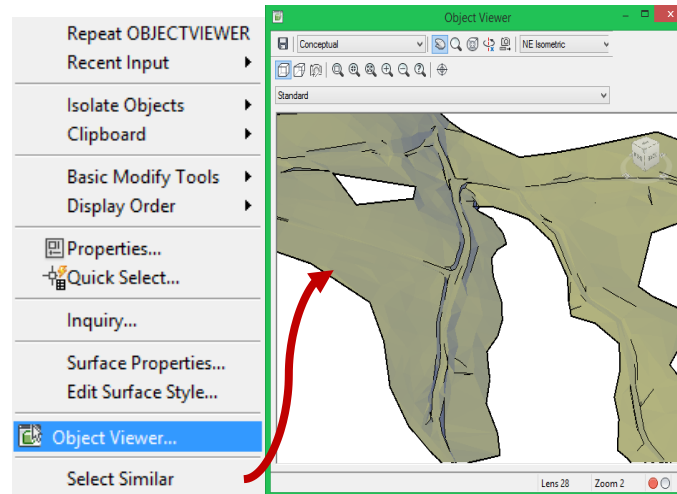 Repeat OBJECTVIEWER
Recent Input
Isolate Objects
Clipboard
Basic Modify Tools
Display Order
Properties...
Quick Select...
Inquiry...
Surface Properties...
Edit Surface Style...
Object Viewer...
Select Similar
Object Viewer
Conceptual
NE Isometric
Standard
Lens 28
Zoom 2